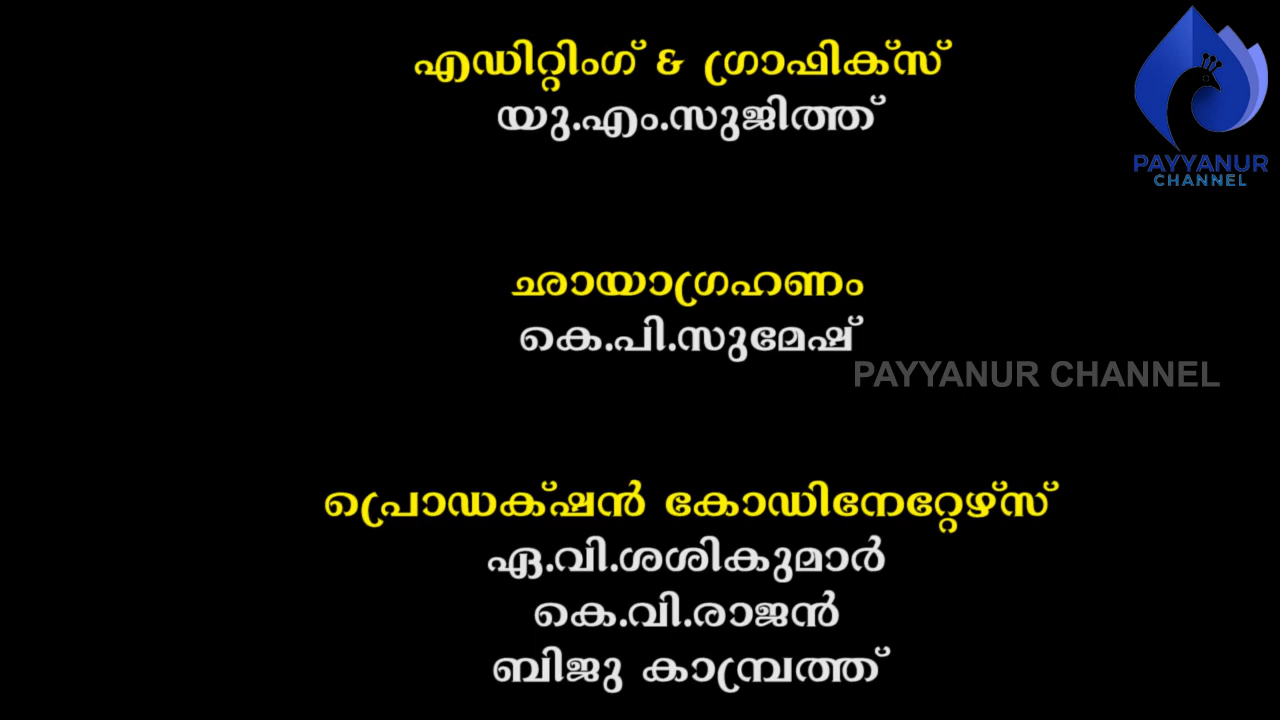 എഡിറ്റിംഗ് & ഗ്രാഫിക്സ്
യു.എം.സുജിത്ത്
PAYYANUR
CHANNEL
ഛായാഗ്രഹണം
കെ.പി.സുമേഷ്
PAYYANUR CHANNEL
പ്രൊഡക്ഷൻ കോഡിനേറ്റേഴ്സ്
ഏ.വി.ശശികുമാർ
കെ.വി.രാജൻ
ബിജു കാമ്പ്രത്ത്